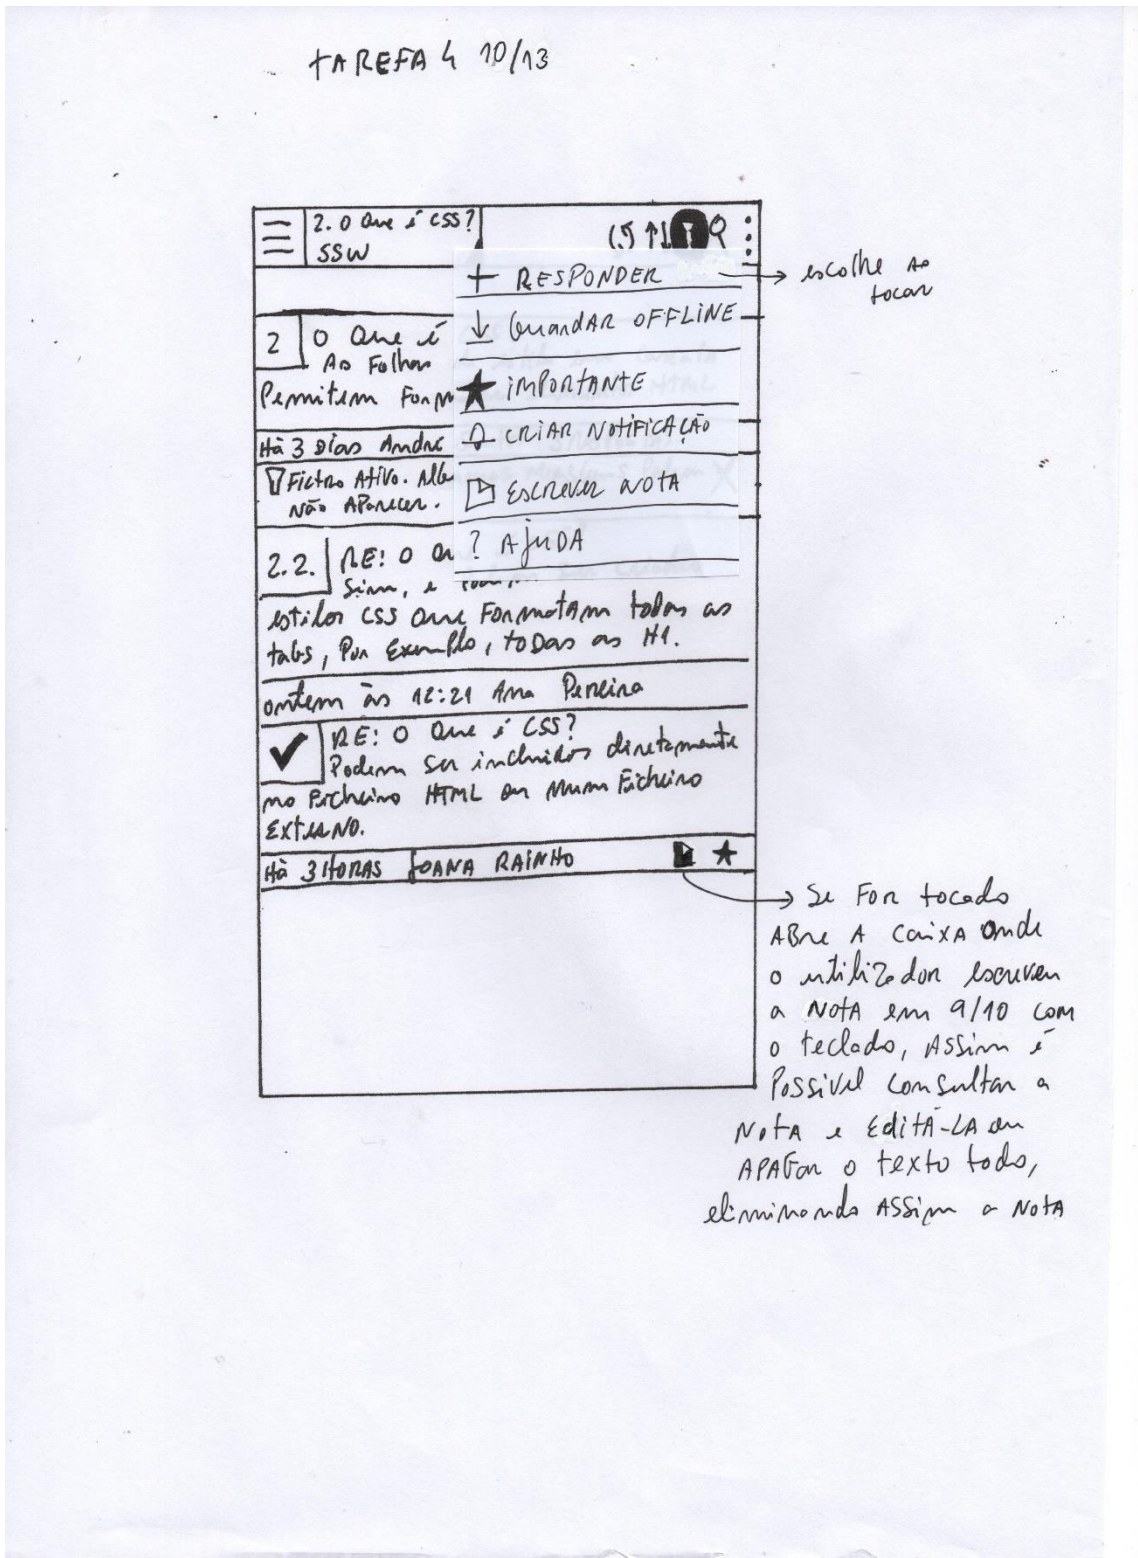 TAREFA 4 10/13
2. O Que é CSS?
SSW
+ RESPONDER
escolhe ao
tocar
Guardar OFFLINE
2 O Que é
As Folhas
IMPORTANTE
Permitem Form
CRIAR NOTIFICAÇÃO
Há 3 Dias André
Filtro Ativo. Algu
Não Aparecer.
Escrever NOTA
? AJUDA
2.2. RE: O Qu
Sim, e
estilos CSS Que Formatam todas as
tabs, Por Exemplo, todas as H1.
ontem às 12:21 Ana Pereira
RE: O Que é CSS?
Podem ser incluídos diretamente
no Ficheiro HTML ou Num Ficheiro
EXTERNO.
Há 3 HORAS JOANA RAINHO
Se For tocado
ABre A Caixa onde
o utilizador escreveu
a NotA em 9/10 com
o teclado, Assim é
Possível Consultar a
NotA e Editá-LA ou
APAGar o texto todo,
eliminando Assim a NotA